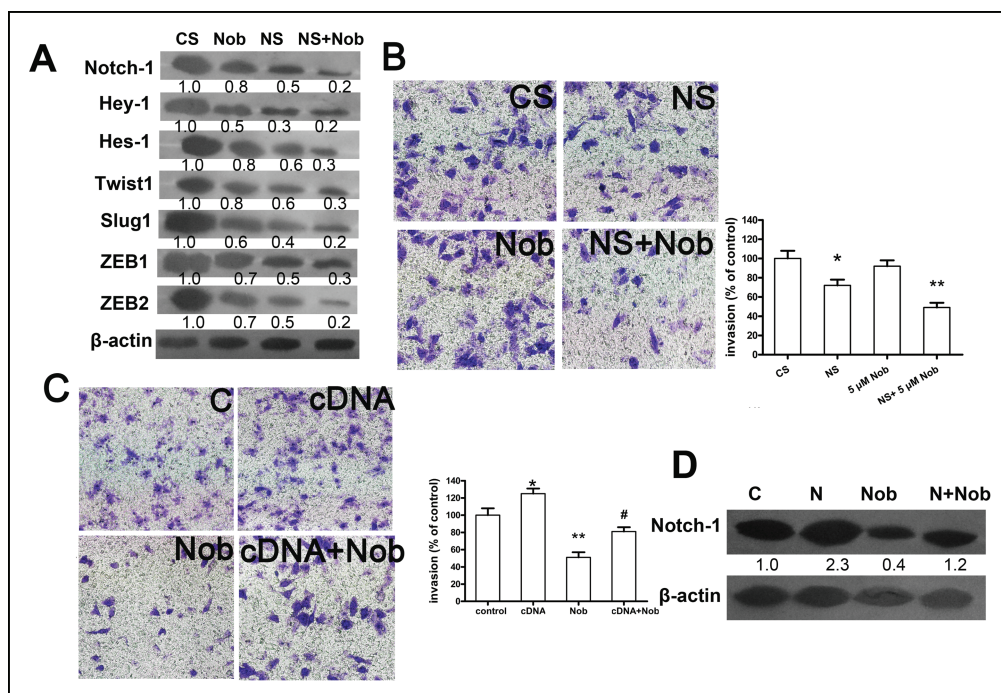 A
CS Nob NS NS+Nob
Notch-1
1.0 0.8 0.5 0.2
Hey-1
1.0 0.5 0.3 0.2
Hes-1
1.0 0.8 0.6 0.3
Twist1
1.0 0.8 0.6 0.3
Slug1
1.0 0.6 0.4 0.2
ZEB1
1.0 0.7 0.5 0.3
ZEB2
1.0 0.7 0.5 0.2
β-actin
B
CS
NS
Nob
NS+Nob
invasion (% of control)
140
120
100
80
60
40
20
0
*
**
CS
NS
5 µM Nob
NS+ 5 µM Nob
C
C
cDNA
Nob
cDNA+Nob
invasion (% of control)
140
120
100
80
60
40
20
0
*
**
#
control cDNA Nob cDNA+Nob
D
C N Nob N+Nob
Notch-1
1.0 2.3 0.4 1.2
β-actin